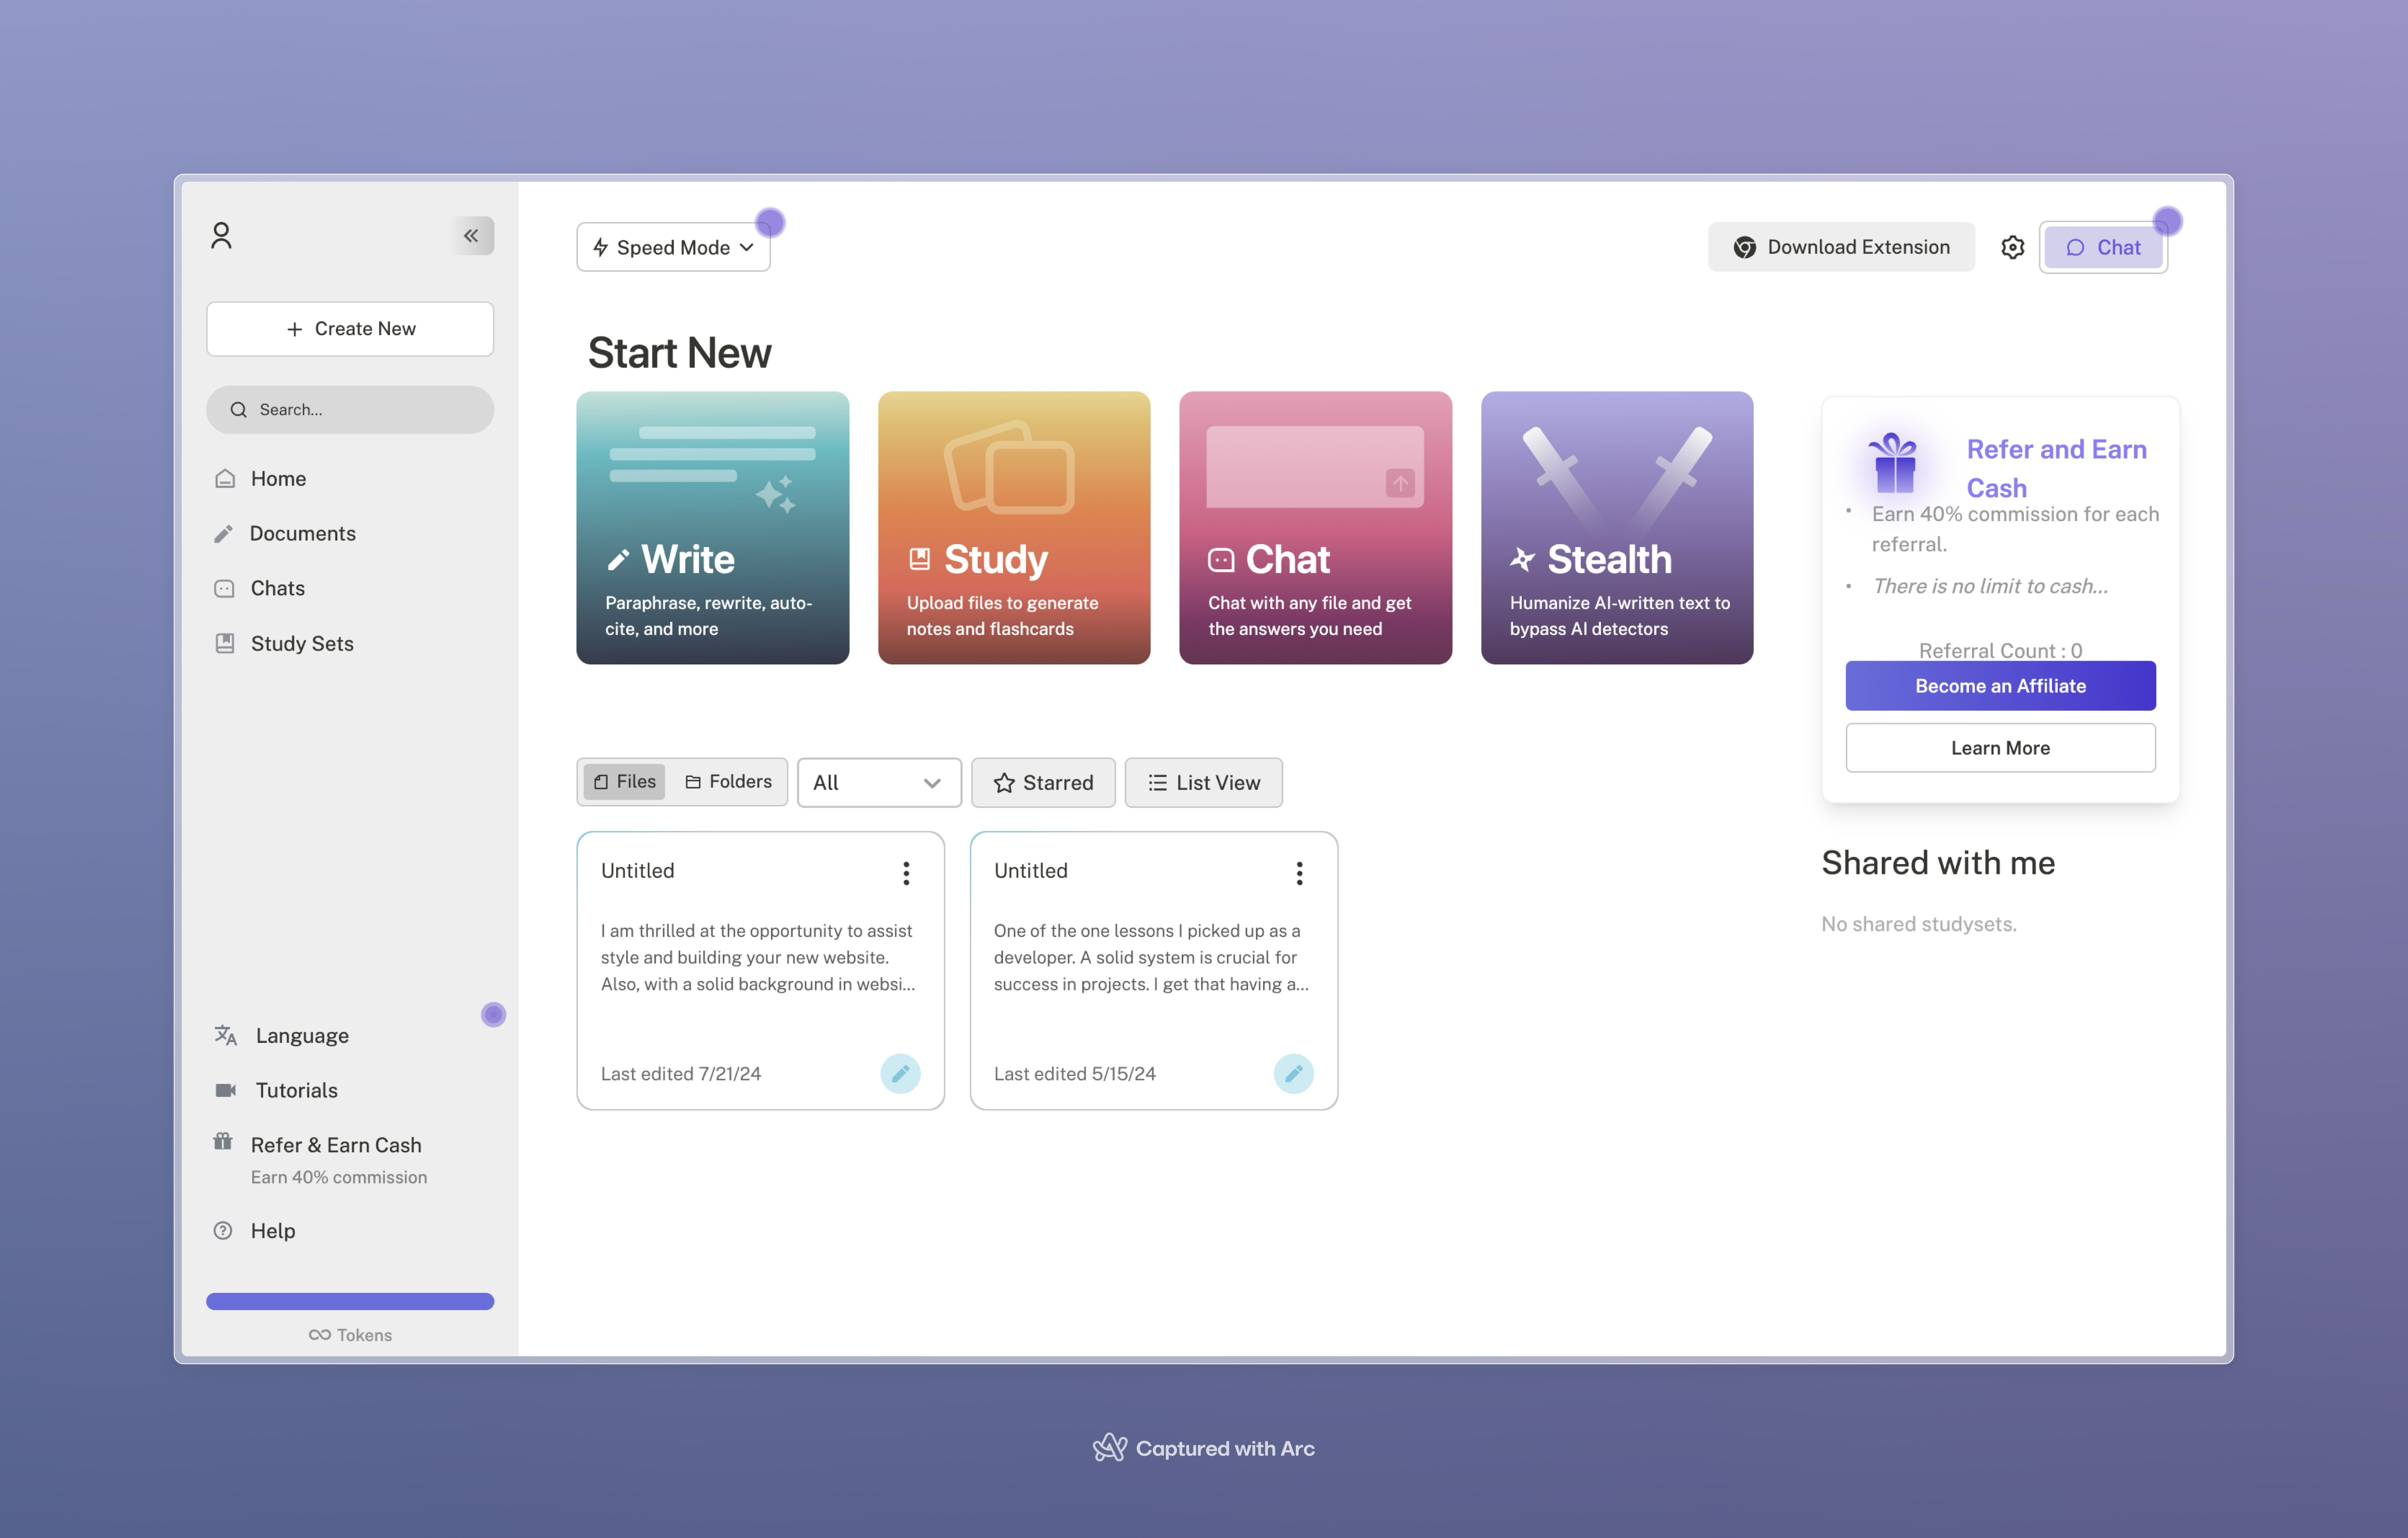 Create New
Search...
Home
Documents
Chats
Study Sets
Language
Tutorials
Refer & Earn Cash
Earn 40% commission
Help
Tokens
Speed Mode
Download Extension
Chat
Start New
Write
Paraphrase, rewrite, auto-
cite, and more
Study
Upload files to generate
notes and flashcards
Chat
Chat with any file and get
the answers you need
Stealth
Humanize AI-written text to
bypass AI detectors
Refer and Earn
Cash
Earn 40% commission for each
referral.
There is no limit to cash...
Referral Count : 0
Become an Affiliate
Learn More
Files
Folders
All
Starred
List View
Untitled
I am thrilled at the opportunity to assist
style and building your new website.
Also, with a solid background in websi...
Last edited 7/21/24
Untitled
One of the one lessons I picked up as a
developer. A solid system is crucial for
success in projects. I get that having a...
Last edited 5/15/24
Shared with me
No shared studysets.
Captured with Arc